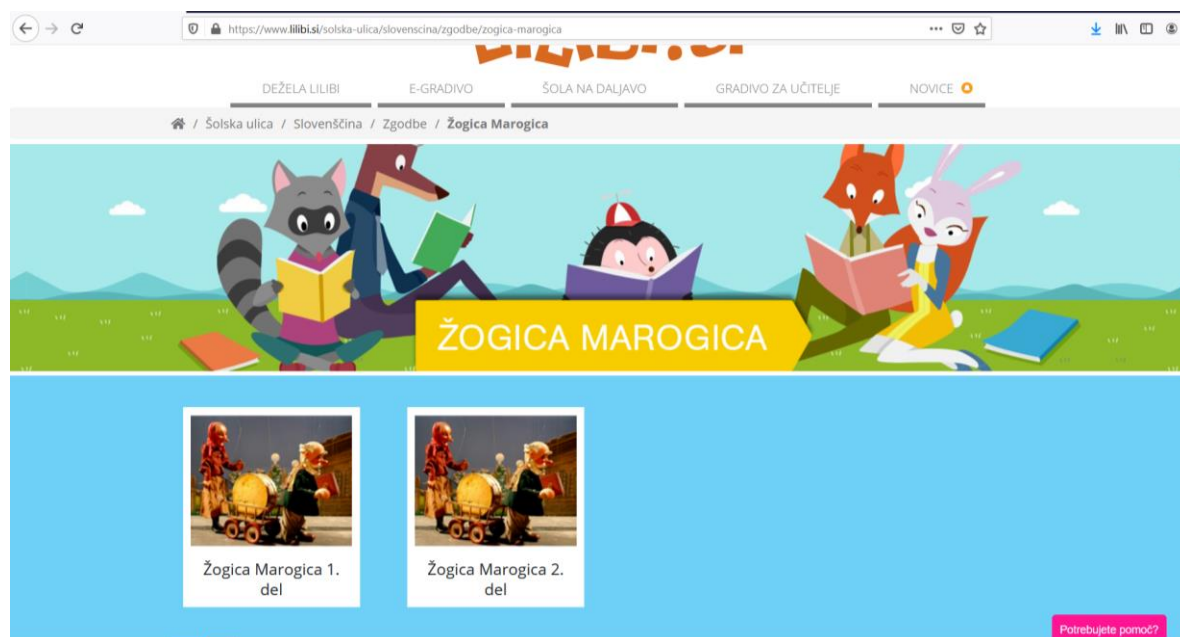 https://www.lilibi.si/solska-ulica/slovenscina/zgodbe/zogica-marogica
LILIBI.SI
DEŽELA LILIBI E-GRADIVO ŠOLA NA DALJAVO GRADIVO ZA UČITELJE NOVICE
/ Šolska ulica / Slovenščina / Zgodbe / Žogica Marogica
ŽOGICA MAROGICA
Žogica Marogica 1.
del
Žogica Marogica 2.
del
Potrebujete pomoč?